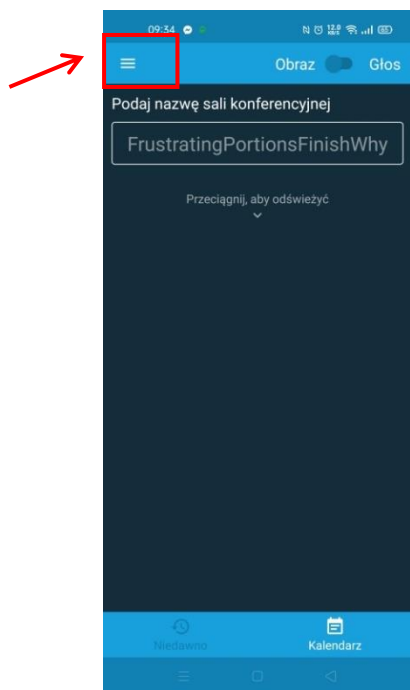 09:34
Obraz Głos
Podaj nazwę sali konferencyjnej
FrustratingPortionsFinishWhy
Przeciągnij, aby odświeżyć
Niedawno Kalendarz